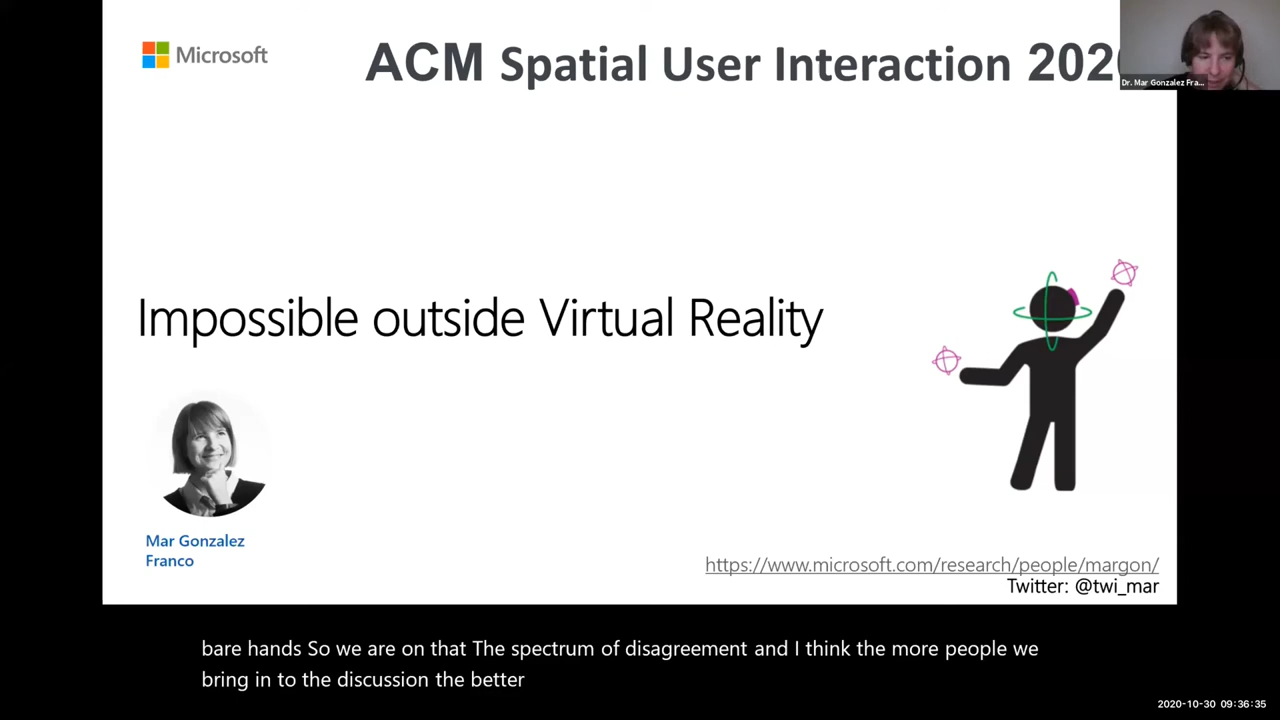 Microsoft
ACM Spatial User Interaction 202
Dr. Mar Gonzalez Fra...
Impossible outside Virtual Reality
Mar Gonzalez
Franco
https://www.microsoft.com/research/people/margon/
Twitter: @twi_mar
bare hands So we are on that The spectrum of disagreement and I think the more people we
bring in to the discussion the better
2020-10-30 09:36:35